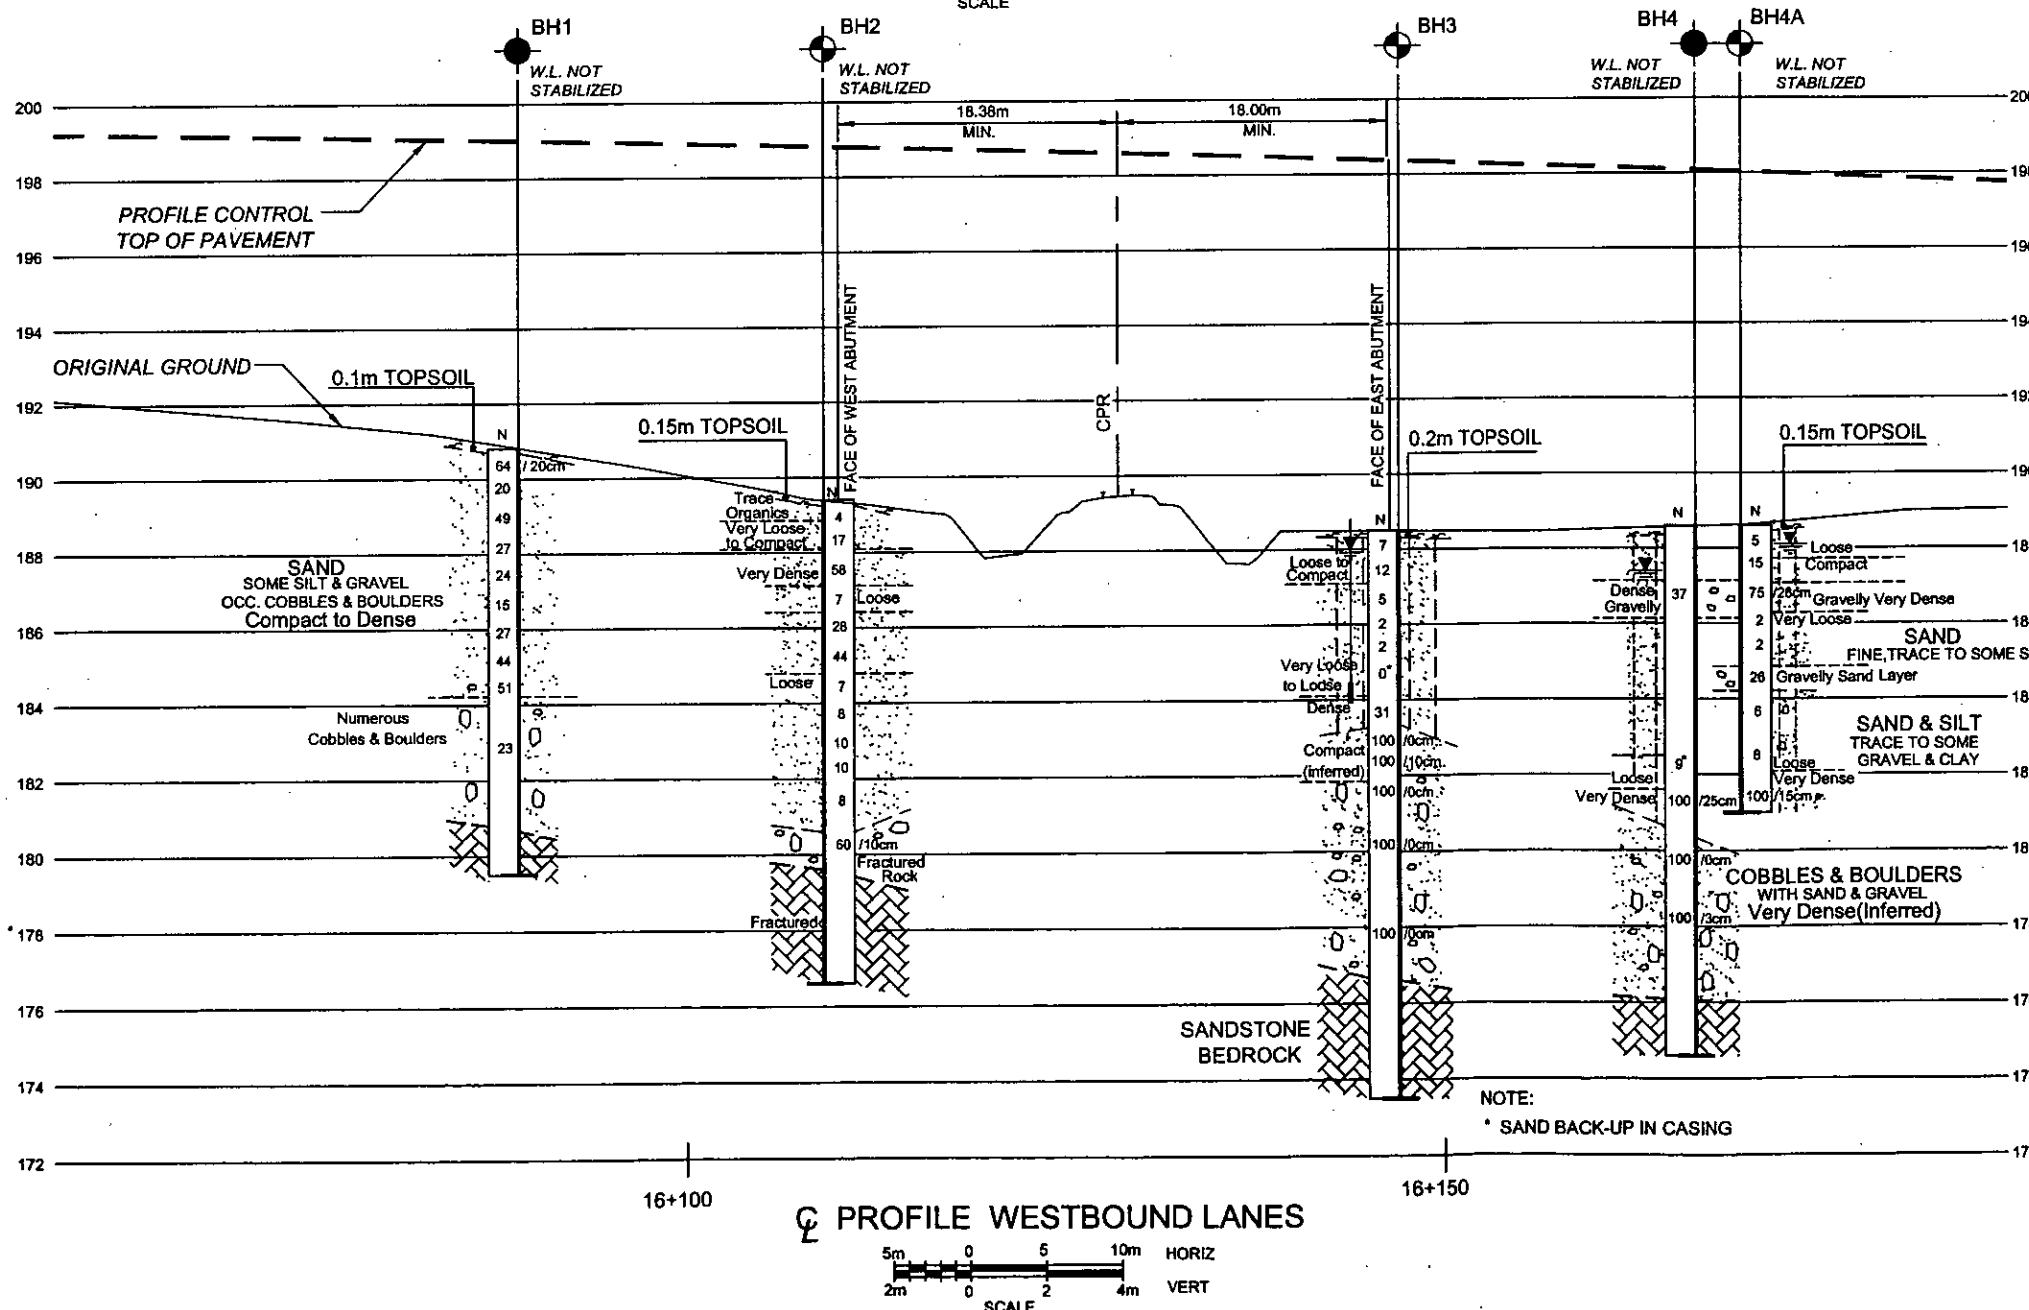 SCALE
BH1
BH2
BH3
BH4
BH4A
W.L. NOT
STABILIZED
W.L. NOT
STABILIZED
W.L. NOT
STABILIZED
W.L. NOT
STABILIZED
200
18.38m
MIN.
18.00m
MIN.
198
PROFILE CONTROL
TOP OF PAVEMENT
196
194
ORIGINAL GROUND
0.1m TOPSOIL
192
0.15m TOPSOIL
FACE OF WEST ABUTMENT
CPR
FACE OF EAST ABUTMENT
0.2m TOPSOIL
0.15m TOPSOIL
190
188
186
184
182
180
178
176
174
172
N
64 / 20cm
20
49
27
24
15
27
44
51
23
SAND
SOME SILT & GRAVEL
OCC. COBBLES & BOULDERS
Compact to Dense
Numerous
Cobbles & Boulders
N
4
17
58
7
28
44
7
8
10
10
8
60 /10cm
Trace
Organics
Very Loose
to Compact
Very Dense
Loose
Loose
Fractured
Rock
Fractured
N
7
12
5
2
2
0*
31
100 /0cm
100 /10cm
100 /0cm
100 /0cm
100 /0cm
Loose to
Compact
Very Loose
to Loose
Dense
Compact
(inferred)
SANDSTONE
BEDROCK
N
37
9*
100 /25cm
100 /0cm
100 /3cm
Dense
Gravelly
Loose
Very Dense
N
5
15
75 /26cm
2
2
26
6
8
100 /15cm
Loose
Compact
Gravelly Very Dense
Very Loose
SAND
FINE,TRACE TO SOME S
Gravelly Sand Layer
SAND & SILT
TRACE TO SOME
GRAVEL & CLAY
Loose
Very Dense
COBBLES & BOULDERS
WITH SAND & GRAVEL
Very Dense(Inferred)
NOTE:
* SAND BACK-UP IN CASING
16+100
16+150
℄ PROFILE WESTBOUND LANES
5m 0 5 10m HORIZ
2m 0 2 4m VERT
SCALE